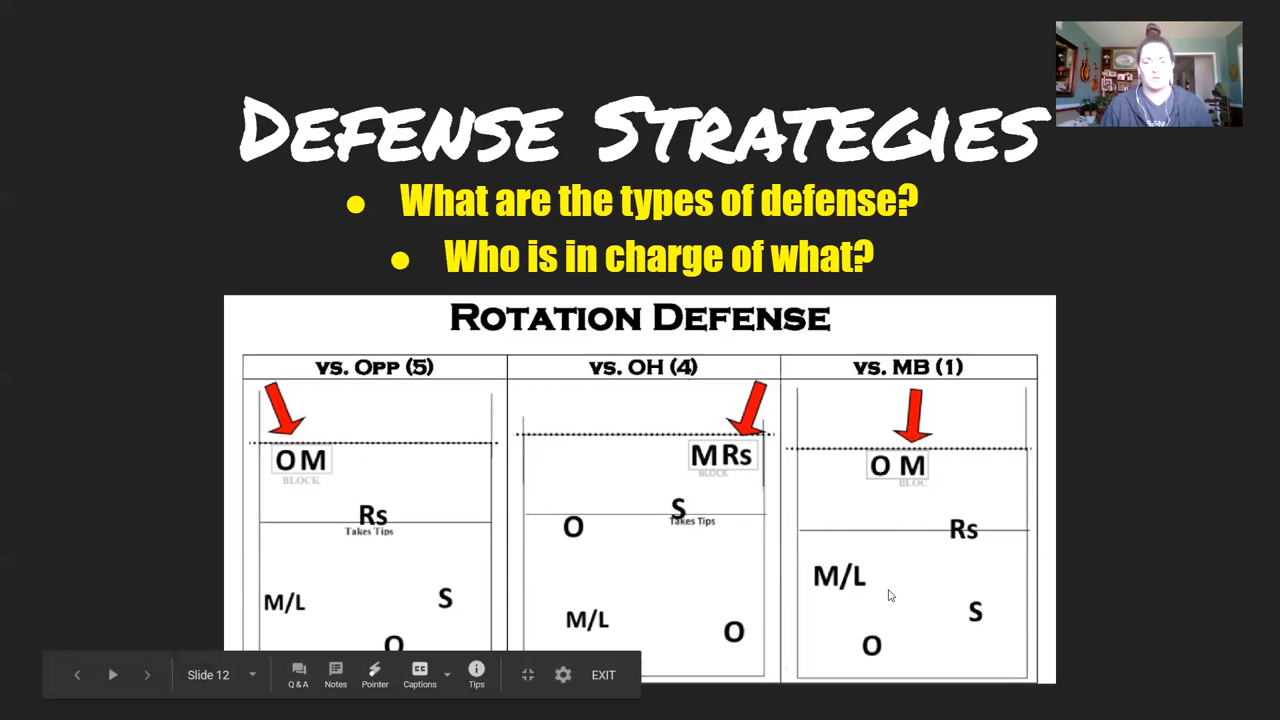 Defense Strategies
● What are the types of defense?
● Who is in charge of what?
Rotation Defense
vs. Opp (5)
O M
BLOCK
Rs
Takes Tips
M/L
S
O
vs. OH (4)
M Rs
BLOCK
S
Takes Tips
O
M/L
O
vs. MB (1)
O M
BLOC
Rs
M/L
S
O
Slide 12
Q & A
Notes
Pointer
Captions
Tips
EXIT